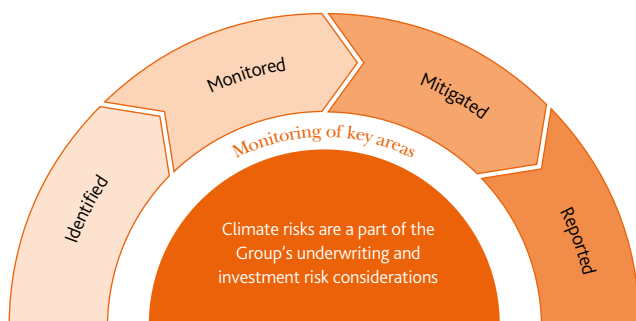 Identified
Monitored
Mitigated
Reported
Monitoring of key areas
Climate risks are a part of the
Group's underwriting and
investment risk considerations